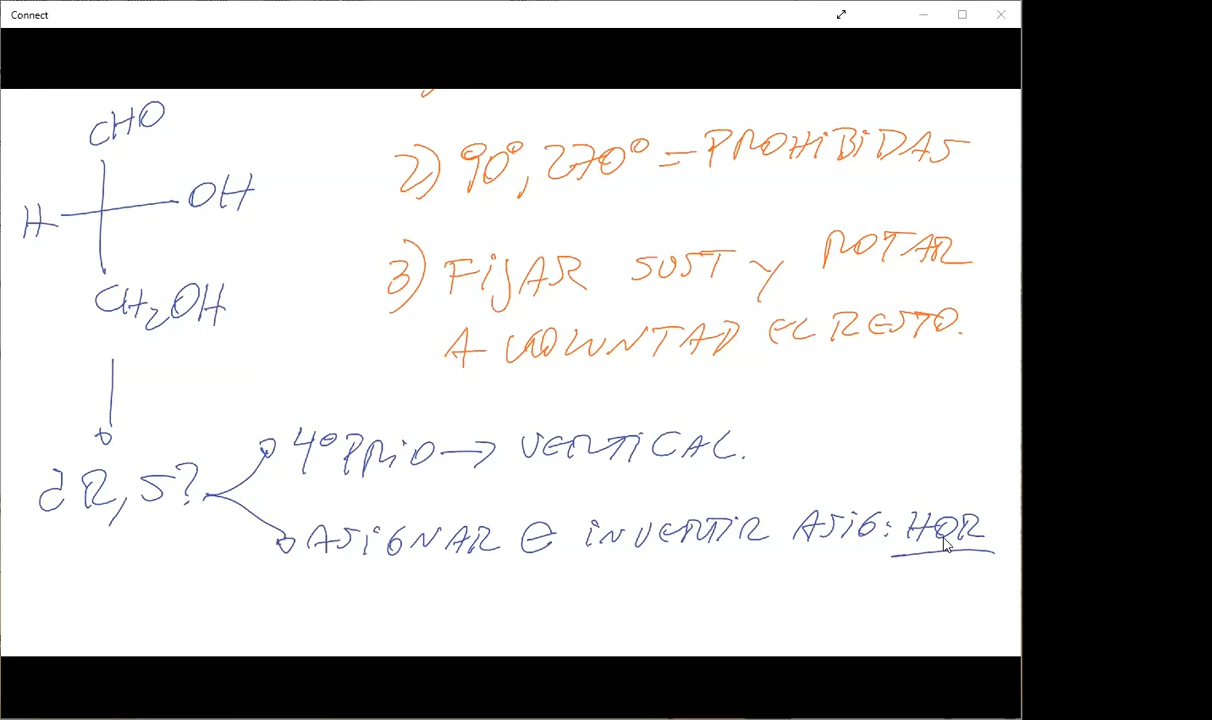 Connect
CHO
2) 90°, 270° = PROHiBiDAS
H OH
3) FijAR SUST y ROTAR
CH2OH
A VOLUNTAD EL RESTO.
4° PRiO → VERTiCAL.
¿R, S?
ASiGNAR E iNVERTiR ASiG: HOR